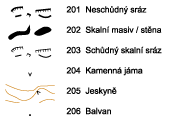 201 Neschůdný sráz
202 Skalní masiv / stěna
203 Schůdný skalní sráz
204 Kamenná jáma
205 Jeskyně
206 Balvan